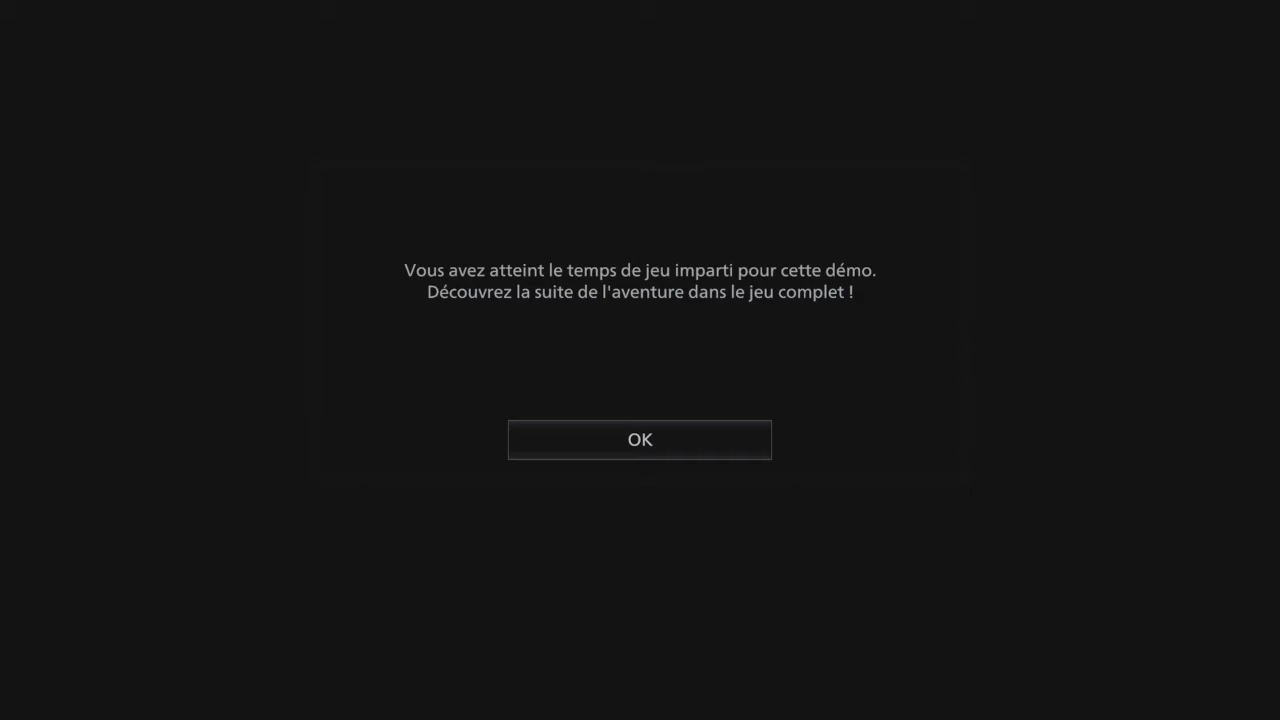 Vous avez atteint le temps de jeu imparti pour cette démo.
Découvrez la suite de l'aventure dans le jeu complet !
OK